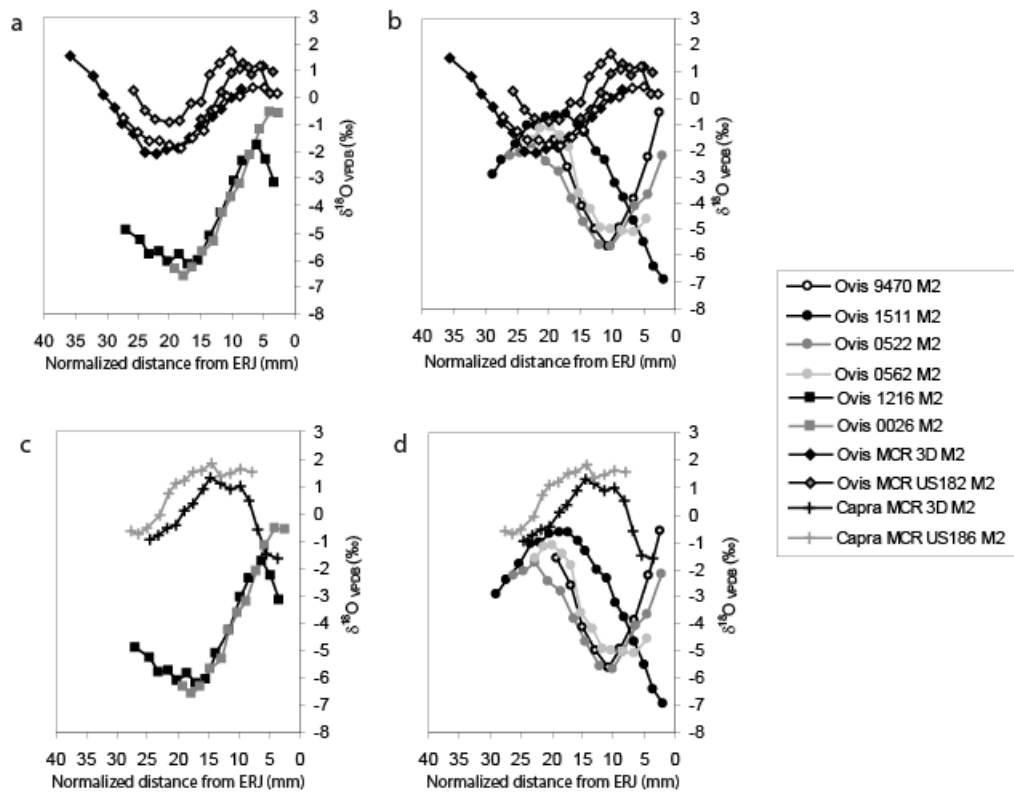 a
3
2
1
0
-1
-2
-3
-4
-5
-6
-7
-8
δ18O VPDB (‰)
40 35 30 25 20 15 10 5 0
Normalized distance from ERJ (mm)
b
3
2
1
0
-1
-2
-3
-4
-5
-6
-7
-8
δ18O VPDB (‰)
40 35 30 25 20 15 10 5 0
Normalized distance from ERJ (mm)
Ovis 9470 M2
Ovis 1511 M2
Ovis 0522 M2
Ovis 0562 M2
Ovis 1216 M2
Ovis 0026 M2
Ovis MCR 3D M2
Ovis MCR US182 M2
Capra MCR 3D M2
Capra MCR US186 M2
c
3
2
1
0
-1
-2
-3
-4
-5
-6
-7
-8
δ18O VPDB (‰)
40 35 30 25 20 15 10 5 0
Normalized distance from ERJ (mm)
d
3
2
1
0
-1
-2
-3
-4
-5
-6
-7
-8
δ18O VPDB (‰)
40 35 30 25 20 15 10 5 0
Normalized distance from ERJ (mm)